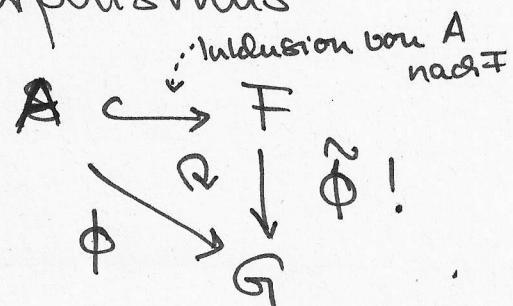 Inklusion von A
nach F
A F
ϕ̃ !
ϕ
G